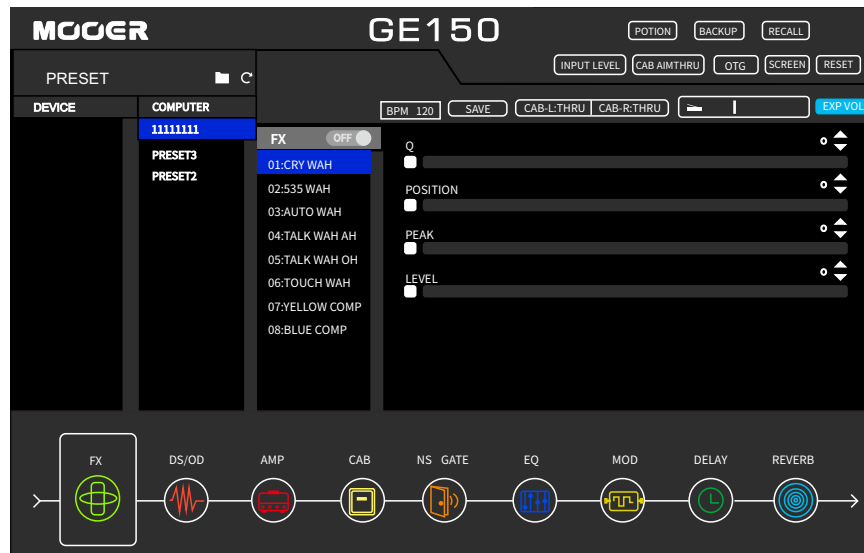 MOOER
GE150
POTION BACKUP RECALL
INPUT LEVEL CAB AIMTHRU OTG SCREEN RESET
PRESET
DEVICE COMPUTER
BPM 120 SAVE CAB-L:THRU CAB-R:THRU EXP VOL
11111111
PRESET3
PRESET2
FX OFF
01:CRY WAH
02:535 WAH
03:AUTO WAH
04:TALK WAH AH
05:TALK WAH OH
06:TOUCH WAH
07:YELLOW COMP
08:BLUE COMP
Q 0
POSITION 0
PEAK 0
LEVEL 0
FX DS/OD AMP CAB NS GATE EQ MOD DELAY REVERB